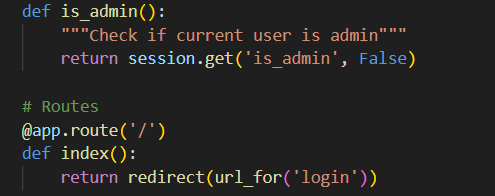 def is_admin():
    """Check if current user is admin"""
    return session.get('is_admin', False)

# Routes
@app.route('/')
def index():
    return redirect(url_for('login'))